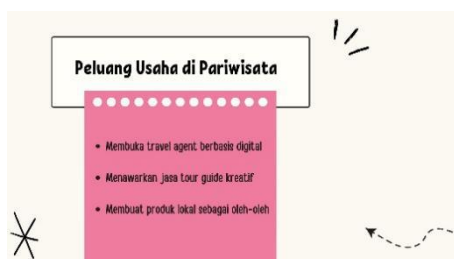 Peluang Usaha di Pariwisata
• Membuka travel agent berbasis digital
• Menawarkan jasa tour guide kreatif
• Membuat produk lokal sebagai oleh-oleh